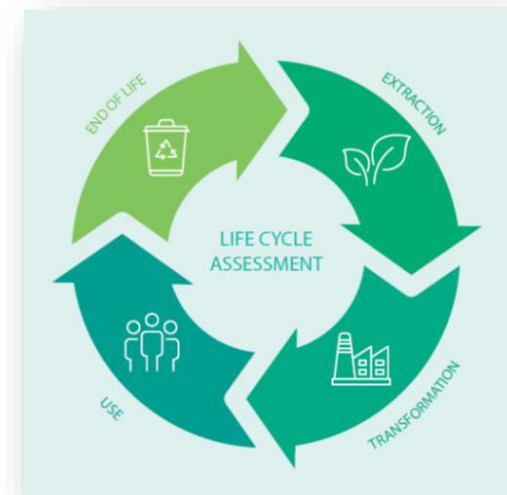 LIFE CYCLE
ASSESSMENT
EXTRACTION
TRANSFORMATION
USE
END OF LIFE